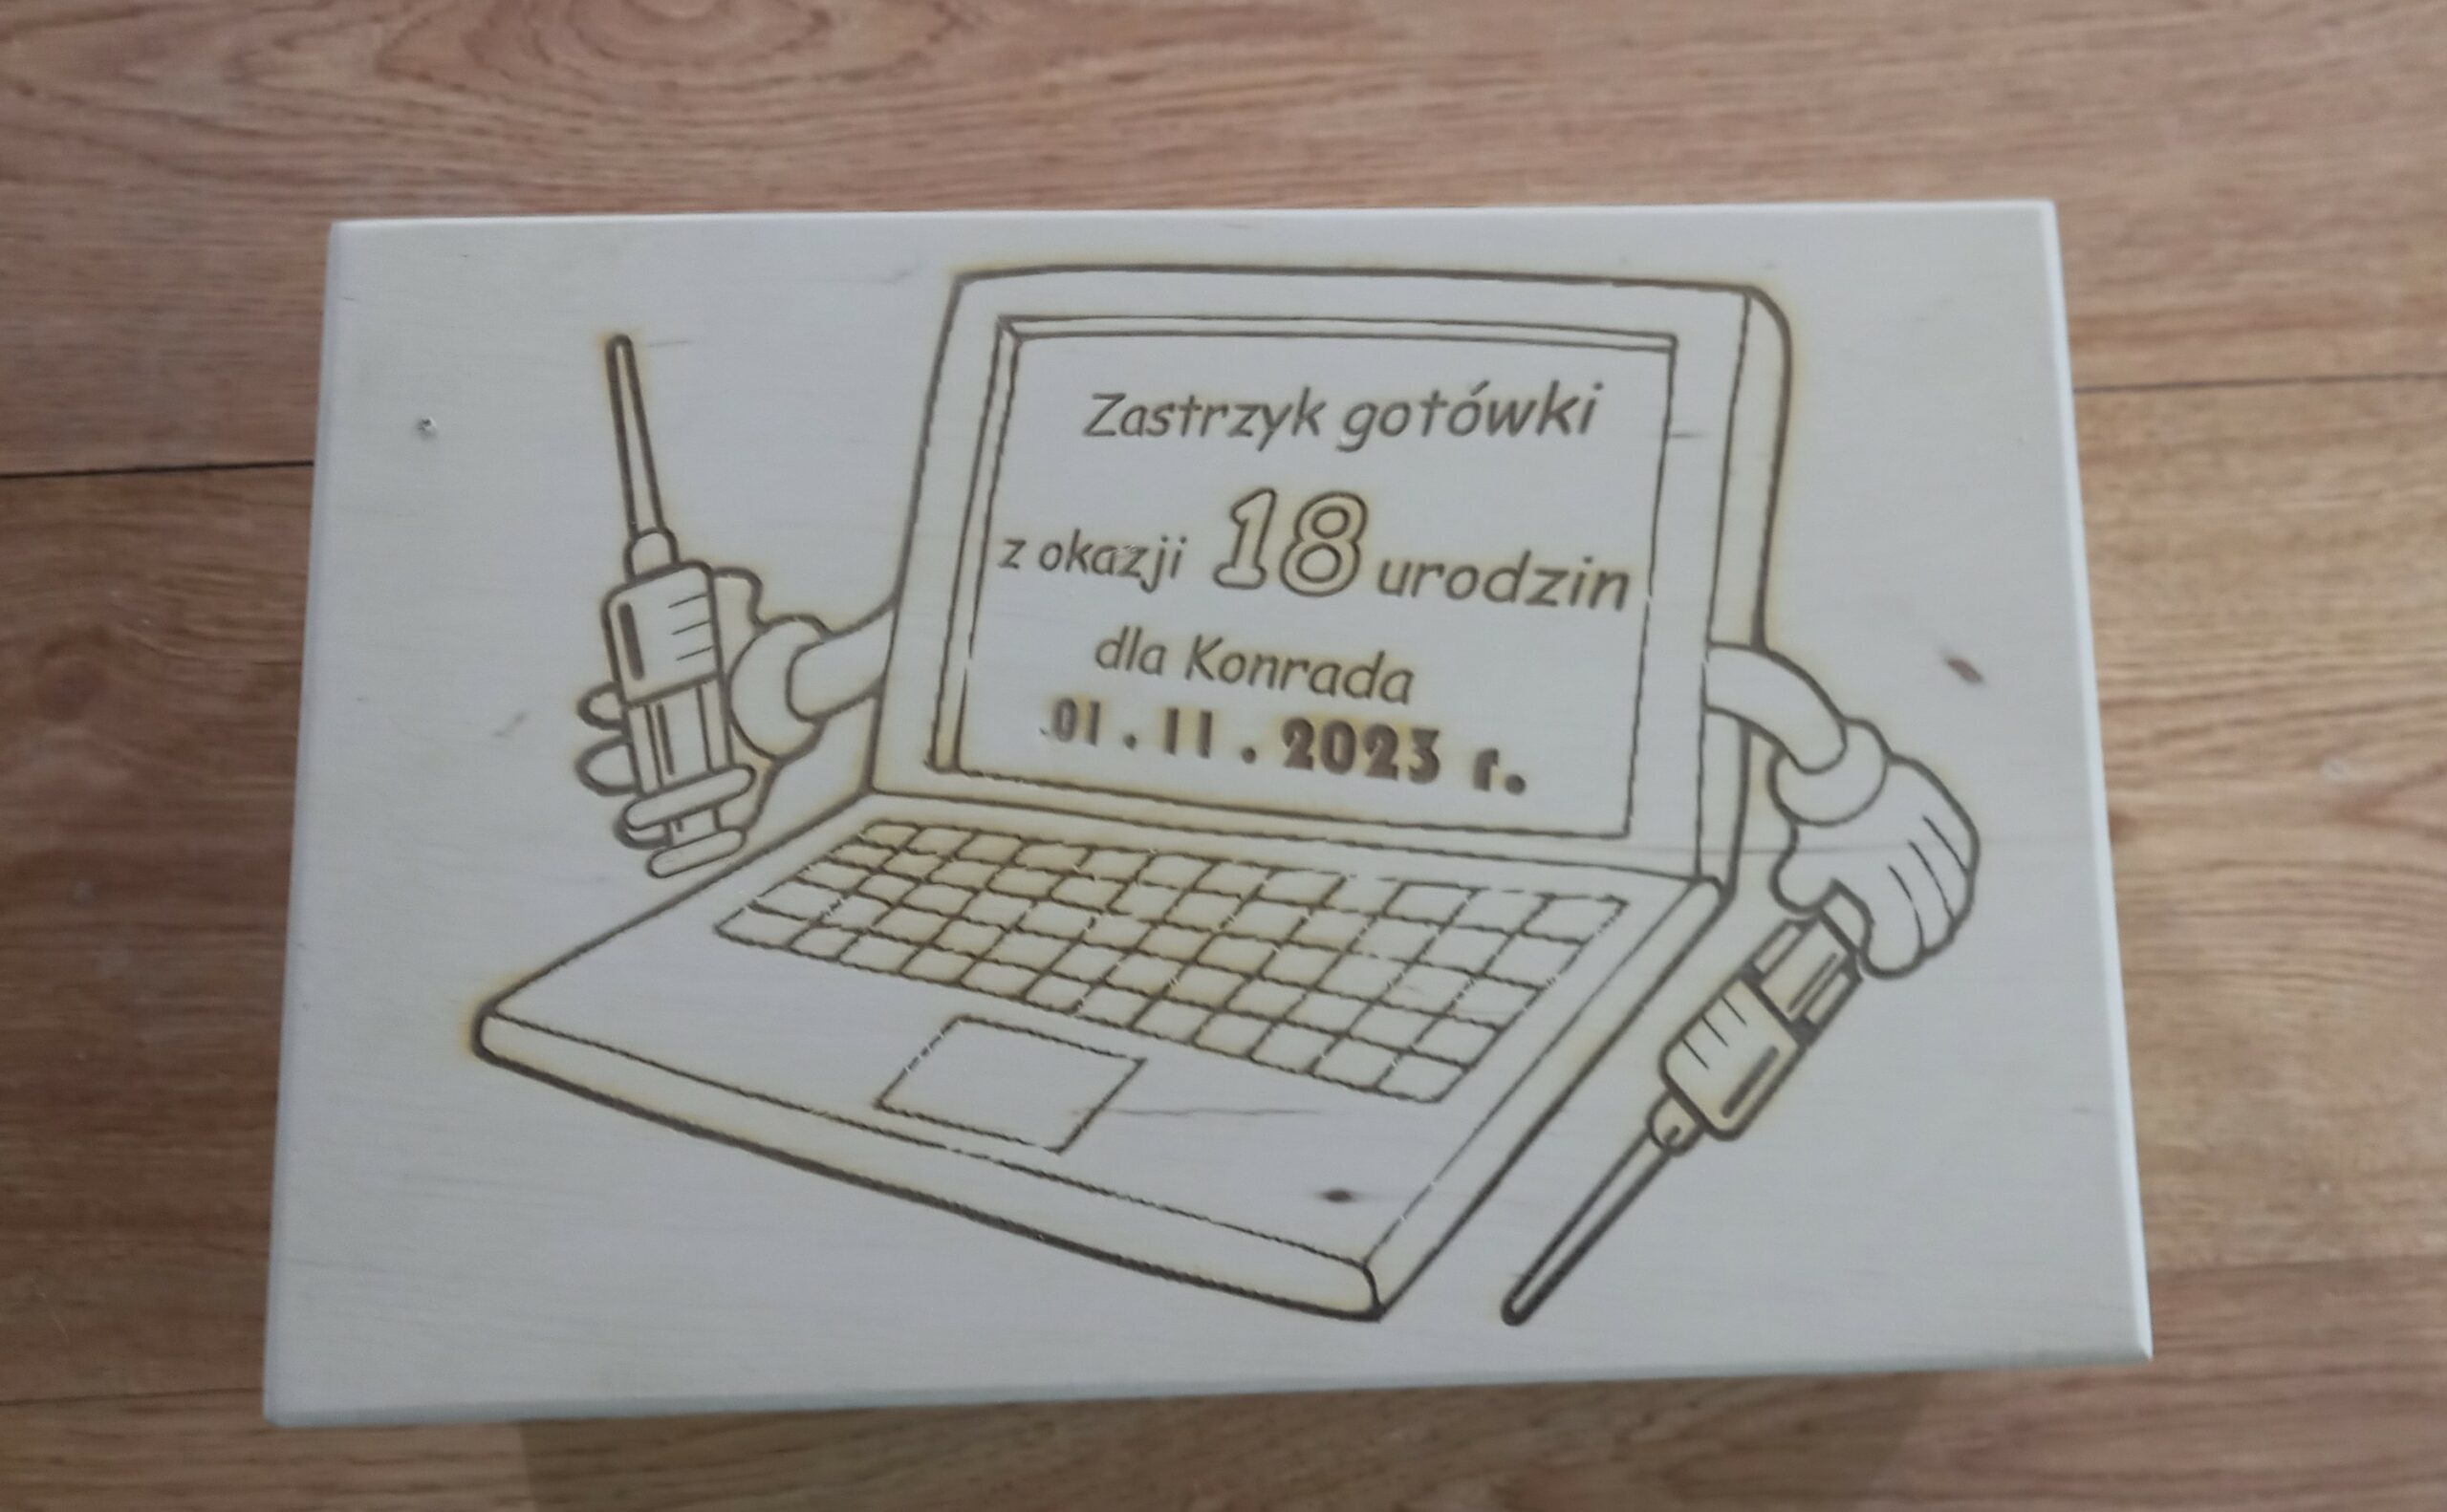 Zastrzyk gotówki
z okazji 18 urodzin
dla Konrada
01.11.2023 r.